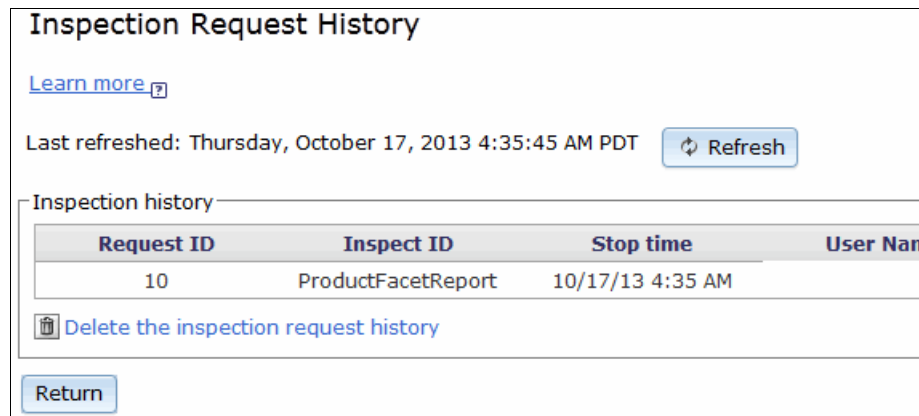 Inspection Request History
Learn more
Last refreshed: Thursday, October 17, 2013 4:35:45 AM PDT Refresh
Inspection history
Request ID Inspect ID Stop time User Nam
10 ProductFacetReport 10/17/13 4:35 AM
Delete the inspection request history
Return